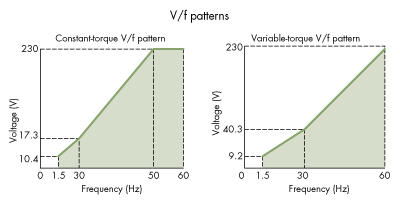 V/f patterns
Constant-torque V/f pattern
230
17.3
10.4
Voltage (V)
0 1.5 30 50 60
Frequency (Hz)
Variable-torque V/f pattern
230
40.3
9.2
Voltage (V)
0 1.5 30 60
Frequency (Hz)